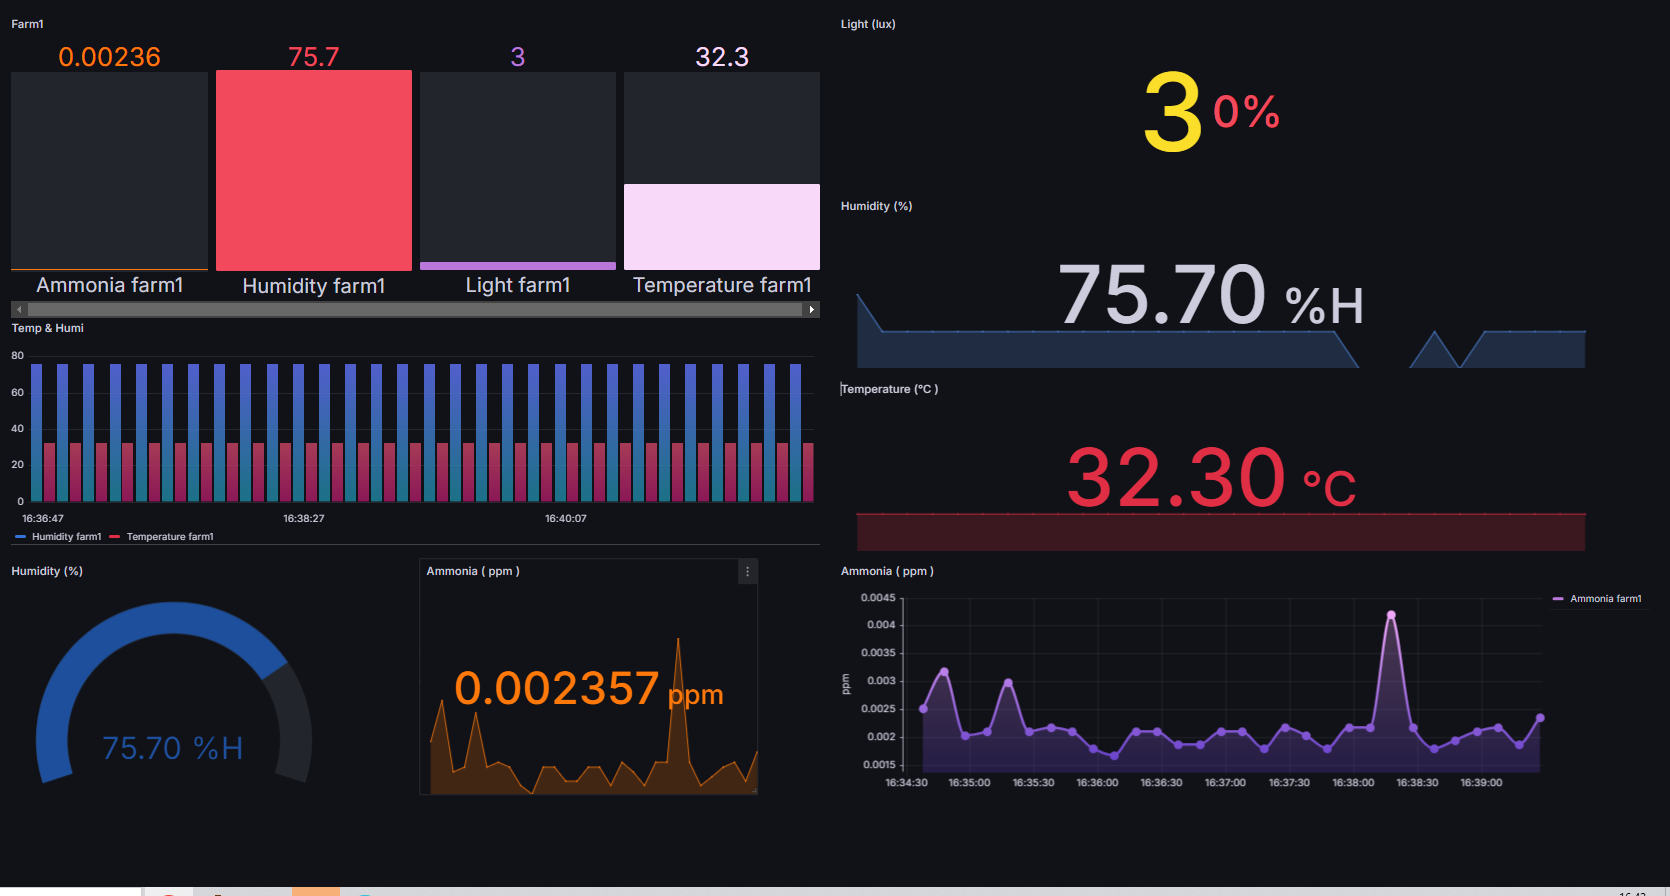 Farm1
0.00236
75.7
3
32.3
Ammonia farm1
Humidity farm1
Light farm1
Temperature farm1
Temp & Humi
80
60
40
20
0
16:36:47
16:38:27
16:40:07
Humidity farm1
Temperature farm1
Humidity (%)
75.70 %H
Ammonia ( ppm )
0.002357 ppm
Light (lux)
3 0%
Humidity (%)
75.70 %H
Temperature (°C )
32.30 °C
Ammonia ( ppm )
0.0045
0.004
0.0035
0.003
0.0025
0.002
0.0015
ppm
16:34:30
16:35:00
16:35:30
16:36:00
16:36:30
16:37:00
16:37:30
16:38:00
16:38:30
16:39:00
Ammonia farm1